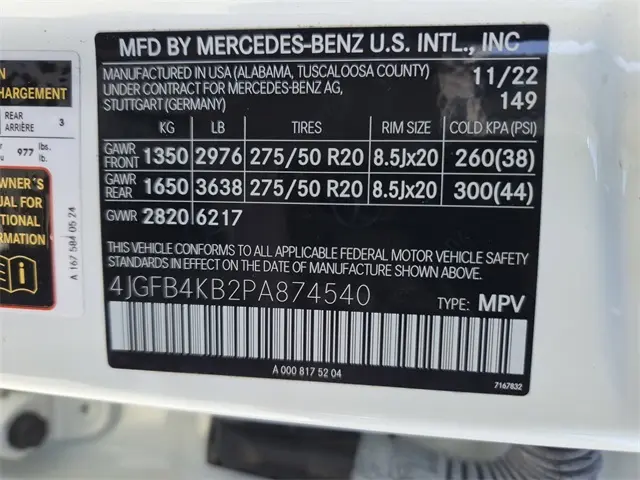 MFD BY MERCEDES-BENZ U.S. INTL., INC
MANUFACTURED IN USA (ALABAMA, TUSCALOOSA COUNTY)
UNDER CONTRACT FOR MERCEDES-BENZ AG,
STUTTGART (GERMANY)
11/22
149
KG LB TIRES RIM SIZE COLD KPA (PSI)
GAWR FRONT 1350 2976 275/50 R20 8.5Jx20 260(38)
GAWR REAR 1650 3638 275/50 R20 8.5Jx20 300(44)
GVWR 2820 6217
THIS VEHICLE CONFORMS TO ALL APPLICABLE FEDERAL MOTOR VEHICLE SAFETY
STANDARDS IN EFFECT ON THE DATE OF MANUFACTURE SHOWN ABOVE.
4JGFB4KB2PA874540
TYPE: MPV
A 000 817 52 04
7167832
HARGEMENT
REAR
ARRIÈRE
3
977 lbs.
lb.
WNER´S
FORMATION
A 167 584 05 24